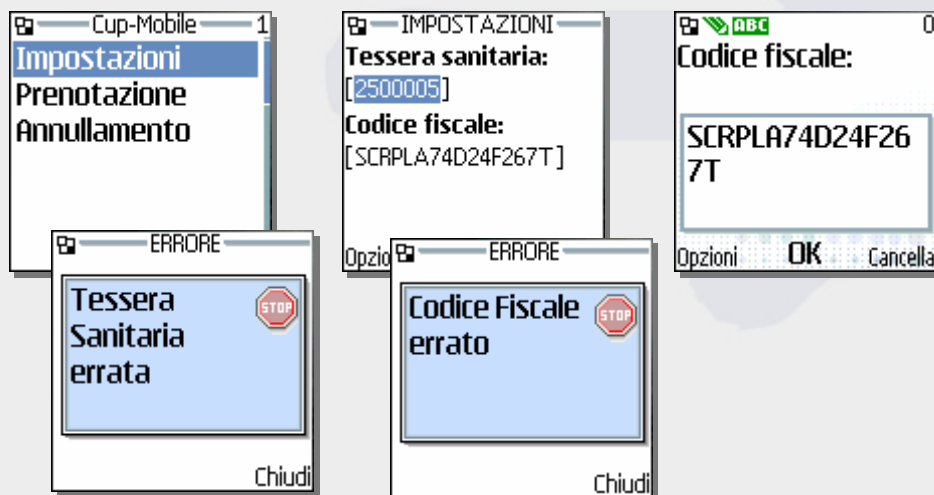 Cup-Mobile 1
Impostazioni
Prenotazione
Annullamento
ERRORE
Tessera
Sanitaria
errata
STOP
Chiudi
IMPOSTAZIONI
Tessera sanitaria:
[2500005]
Codice fiscale:
[SCRPLA74D24F267T]
Opzio
ERRORE
Codice Fiscale
errato
STOP
Chiudi
ABC 0
Codice fiscale:
SCRPLA74D24F26
7T
Opzioni OK Cancella